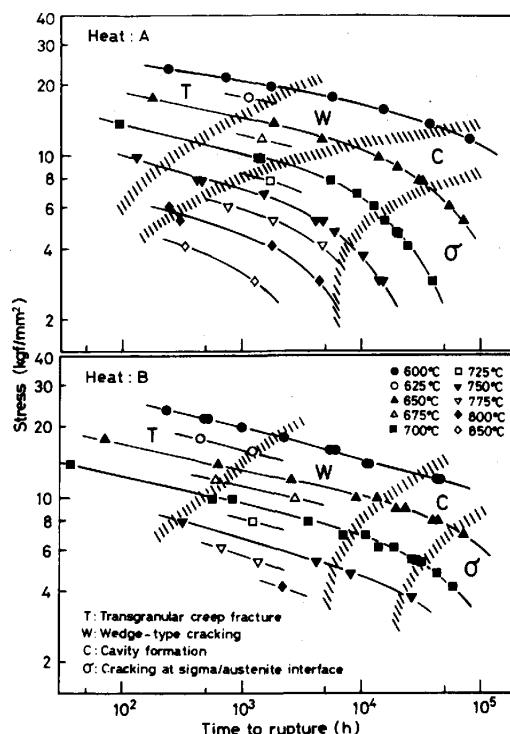 40
Heat: A
20
T
W
10
C
8
6
4
σ
2
Stress (kgf/mm²)
40
Heat: B
● 600°C □ 725°C
○ 625°C ▼ 750°C
▲ 650°C ▽ 775°C
△ 675°C ◆ 800°C
■ 700°C ◇ 850°C
20
T
W
10
C
8
6
σ
4
T: Transgranular creep fracture
W: Wedge-type cracking
C: Cavity formation
σ: Cracking at sigma/austenite interface
2
10² 10³ 10⁴ 10⁵
Time to rupture (h)